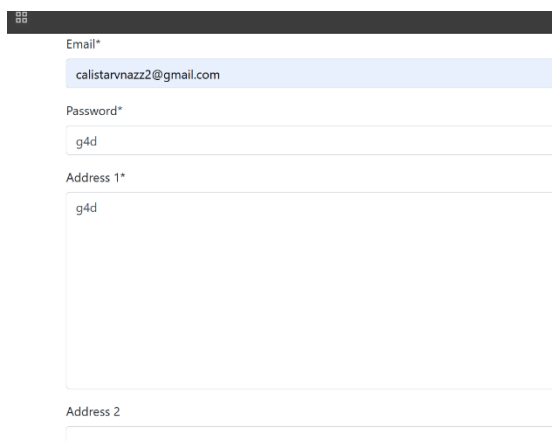 Email*
calistarvnazz2@gmail.com
Password*
g4d
Address 1*
g4d
Address 2